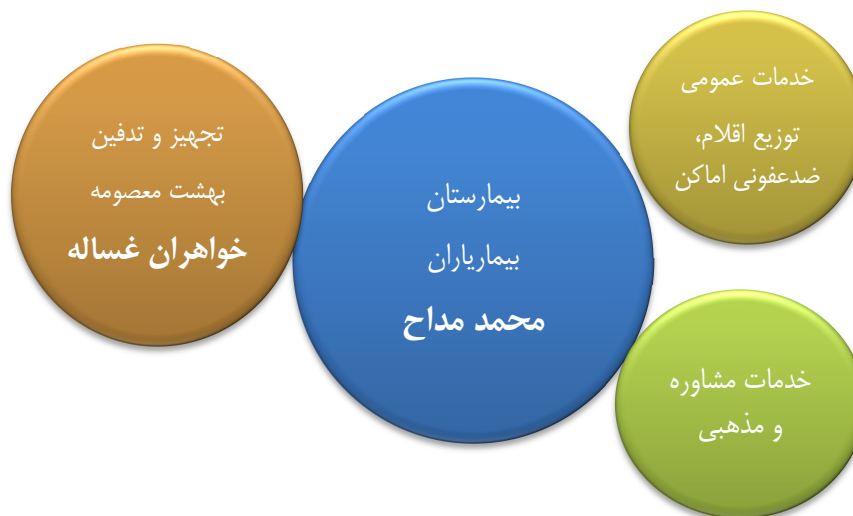 خدمات عمومی
توزیع اقلام،
ضدعفونی اماکن
خدمات مشاوره
و مذهبی
بیمارستان
بیماریاران
محمد مداح
تجهیز و تدفین
بهشت معصومه
خواهران غساله